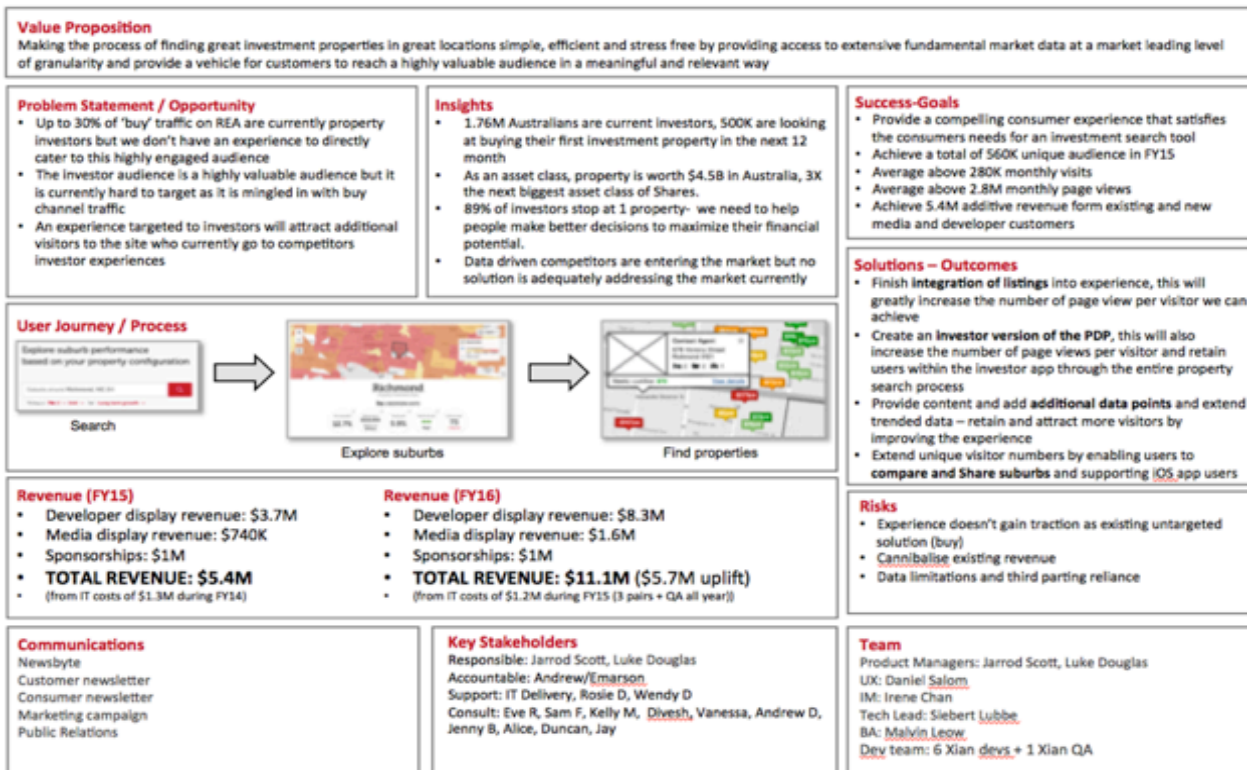 Value Proposition
Making the process of finding great investment properties in great locations simple, efficient and stress free by providing access to extensive fundamental market data at a market leading level
of granularity and provide a vehicle for customers to reach a highly valuable audience in a meaningful and relevant way
Problem Statement / Opportunity
• Up to 30% of 'buy' traffic on REA are currently property
investors but we don't have an experience to directly
cater to this highly engaged audience
• The investor audience is a highly valuable audience but it
is currently hard to target as it is mingled in with buy
channel traffic
• An experience targeted to investors will attract additional
visitors to the site who currently go to competitors
investor experiences
Insights
• 1.76M Australians are current investors, 500K are looking
at buying their first investment property in the next 12
month
• As an asset class, property is worth $4.5B in Australia, 3X
the next biggest asset class of Shares.
• 89% of investors stop at 1 property- we need to help
people make better decisions to maximize their financial
potential.
• Data driven competitors are entering the market but no
solution is adequately addressing the market currently
Success-Goals
• Provide a compelling consumer experience that satisfies
the consumers needs for an investment search tool
• Achieve a total of 560K unique audience in FY15
• Average above 280K monthly visits
• Average above 2.8M monthly page views
• Achieve 5.4M additive revenue form existing and new
media and developer customers
Solutions – Outcomes
• Finish integration of listings into experience, this will
greatly increase the number of page view per visitor we can
achieve
• Create an investor version of the PDP, this will also
increase the number of page views per visitor and retain
users within the investor app through the entire property
search process
• Provide content and add additional data points and extend
trended data – retain and attract more visitors by
improving the experience
• Extend unique visitor numbers by enabling users to
compare and Share suburbs and supporting iOS app users
User Journey / Process
Explore suburb performance
based on your property configuration
Search
Richmond
Explore suburbs
Contact Agent
Find properties
Revenue (FY15)
• Developer display revenue: $3.7M
• Media display revenue: $740K
• Sponsorships: $1M
• TOTAL REVENUE: $5.4M
• (from IT costs of $1.3M during FY14)
Revenue (FY16)
• Developer display revenue: $8.3M
• Media display revenue: $1.6M
• Sponsorships: $1M
• TOTAL REVENUE: $11.1M ($5.7M uplift)
• (from IT costs of $1.2M during FY15 (3 pairs + QA all year))
Risks
• Experience doesn't gain traction as existing untargeted
solution (buy)
• Cannibalise existing revenue
• Data limitations and third parting reliance
Communications
Newsbyte
Customer newsletter
Consumer newsletter
Marketing campaign
Public Relations
Key Stakeholders
Responsible: Jarrod Scott, Luke Douglas
Accountable: Andrew/Emarson
Support: IT Delivery, Rosie D, Wendy D
Consult: Eve R, Sam F, Kelly M, Divesh, Vanessa, Andrew D,
Jenny B, Alice, Duncan, Jay
Team
Product Managers: Jarrod Scott, Luke Douglas
UX: Daniel Salom
IM: Irene Chan
Tech Lead: Siebert Lubbe
BA: Malvin Leow
Dev team: 6 Xian devs + 1 Xian QA